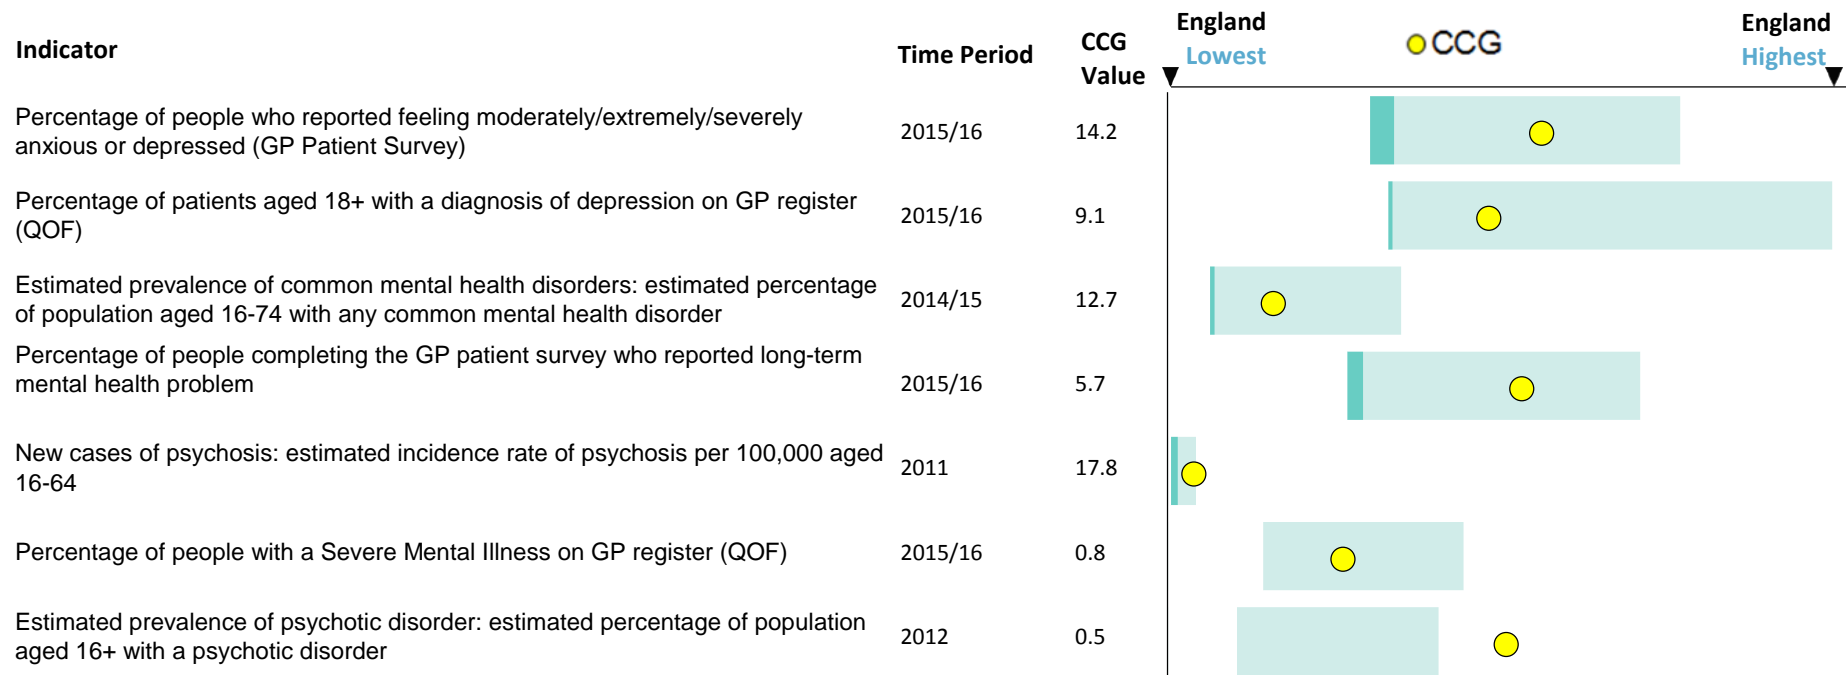 Indicator
Time Period
CCG
Value
England
Lowest
CCG
England
Highest
Percentage of people who reported feeling moderately/extremely/severely
anxious or depressed (GP Patient Survey)
2015/16
14.2
Percentage of patients aged 18+ with a diagnosis of depression on GP register
(QOF)
2015/16
9.1
Estimated prevalence of common mental health disorders: estimated percentage
of population aged 16-74 with any common mental health disorder
2014/15
12.7
Percentage of people completing the GP patient survey who reported long-term
mental health problem
2015/16
5.7
New cases of psychosis: estimated incidence rate of psychosis per 100,000 aged
16-64
2011
17.8
Percentage of people with a Severe Mental Illness on GP register (QOF)
2015/16
0.8
Estimated prevalence of psychotic disorder: estimated percentage of population
aged 16+ with a psychotic disorder
2012
0.5